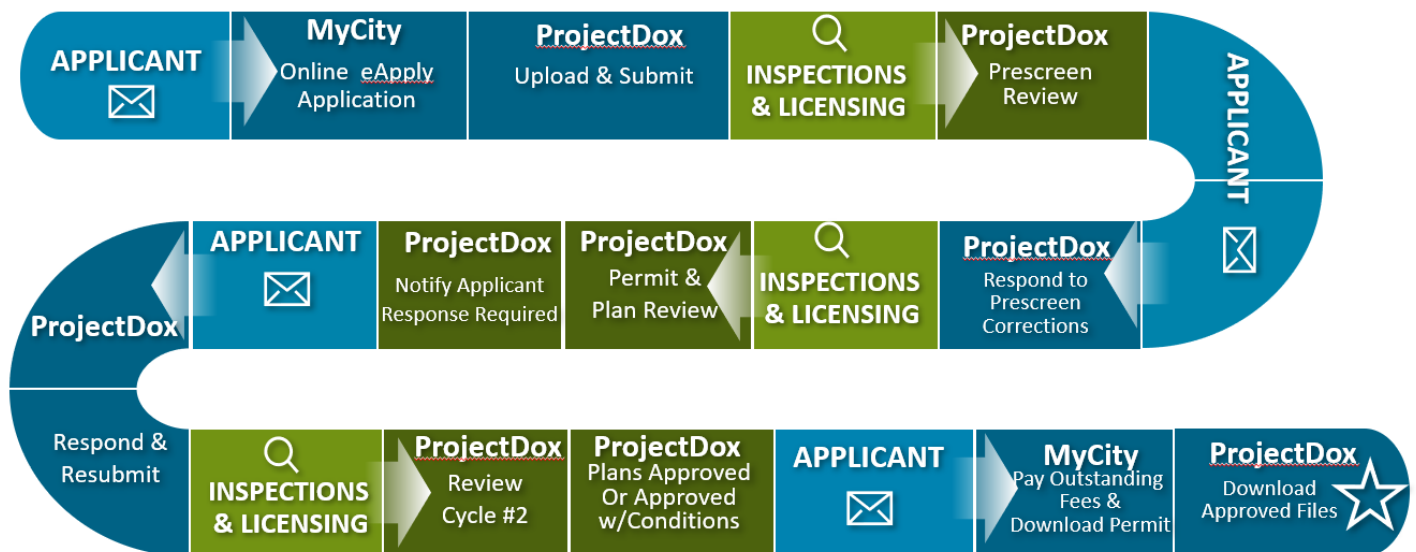 APPLICANT
MyCity
Online eApply
Application
ProjectDox
Upload & Submit
INSPECTIONS
& LICENSING
ProjectDox
Prescreen
Review
APPLICANT
ProjectDox
Respond to
Prescreen
Corrections
INSPECTIONS
& LICENSING
ProjectDox
Permit &
Plan Review
ProjectDox
Notify Applicant
Response Required
APPLICANT
ProjectDox
Respond &
Resubmit
INSPECTIONS
& LICENSING
ProjectDox
Review
Cycle #2
ProjectDox
Plans Approved
Or Approved
w/Conditions
APPLICANT
MyCity
Pay Outstanding
Fees &
Download Permit
ProjectDox
Download
Approved Files